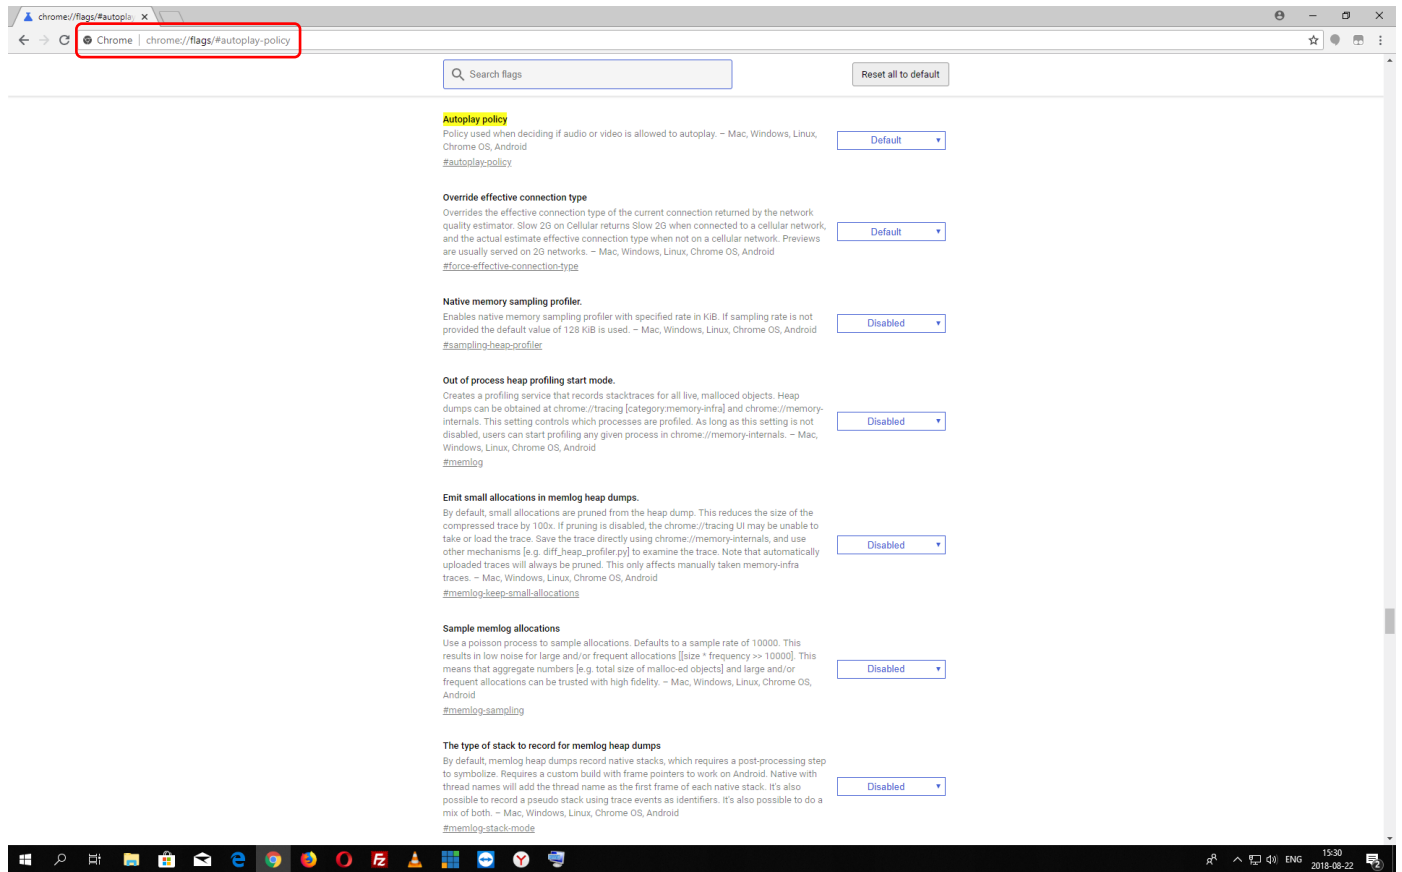 chrome://flags/#autopla
Chrome | chrome://flags/#autoplay-policy
Search flags
Reset all to default
Autoplay policy
Policy used when deciding if audio or video is allowed to autoplay. – Mac, Windows, Linux,
Chrome OS, Android
#autoplay-policy
Default
Override effective connection type
Overrides the effective connection type of the current connection returned by the network
quality estimator. Slow 2G on Cellular returns Slow 2G when connected to a cellular network,
and the actual estimate effective connection type when not on a cellular network. Previews
are usually served on 2G networks. – Mac, Windows, Linux, Chrome OS, Android
#force-effective-connection-type
Default
Native memory sampling profiler.
Enables native memory sampling profiler with specified rate in KiB. If sampling rate is not
provided the default value of 128 KiB is used. – Mac, Windows, Linux, Chrome OS, Android
#sampling-heap-profiler
Disabled
Out of process heap profiling start mode.
Creates a profiling service that records stacktraces for all live, malloced objects. Heap
dumps can be obtained at chrome://tracing [category:memory-infra] and chrome://memory-
internals. This setting controls which processes are profiled. As long as this setting is not
disabled, users can start profiling any given process in chrome://memory-internals. – Mac,
Windows, Linux, Chrome OS, Android
#memlog
Disabled
Emit small allocations in memlog heap dumps.
By default, small allocations are pruned from the heap dump. This reduces the size of the
compressed trace by 100x. If pruning is disabled, the chrome://tracing UI may be unable to
take or load the trace. Save the trace directly using chrome://memory-internals, and use
other mechanisms [e.g. diff_heap_profiler.py] to examine the trace. Note that automatically
uploaded traces will always be pruned. This only affects manually taken memory-infra
traces. – Mac, Windows, Linux, Chrome OS, Android
#memlog-keep-small-allocations
Disabled
Sample memlog allocations
Use a poisson process to sample allocations. Defaults to a sample rate of 10000. This
results in low noise for large and/or frequent allocations [[size * frequency >> 10000]. This
means that aggregate numbers [e.g. total size of malloc-ed objects] and large and/or
frequent allocations can be trusted with high fidelity. – Mac, Windows, Linux, Chrome OS,
Android
#memlog-sampling
Disabled
The type of stack to record for memlog heap dumps
By default, memlog heap dumps record native stacks, which requires a post-processing step
to symbolize. Requires a custom build with frame pointers to work on Android. Native with
thread names will add the thread name as the first frame of each native stack. It's also
possible to record a pseudo stack using trace events as identifiers. It's also possible to do a
mix of both. – Mac, Windows, Linux, Chrome OS, Android
#memlog-stack-mode
Disabled
ENG
15:30
2018-08-22
2